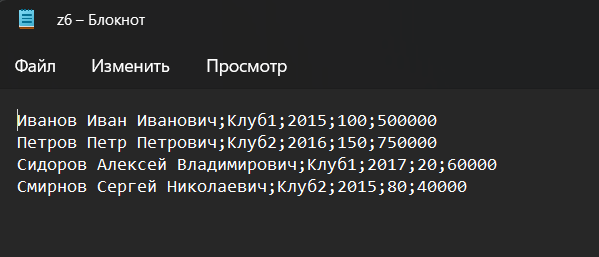 z6 – Блокнот
Файл Изменить Просмотр
Иванов Иван Иванович;Клуб1;2015;100;500000
Петров Петр Петрович;Клуб2;2016;150;750000
Сидоров Алексей Владимирович;Клуб1;2017;20;60000
Смирнов Сергей Николаевич;Клуб2;2015;80;40000